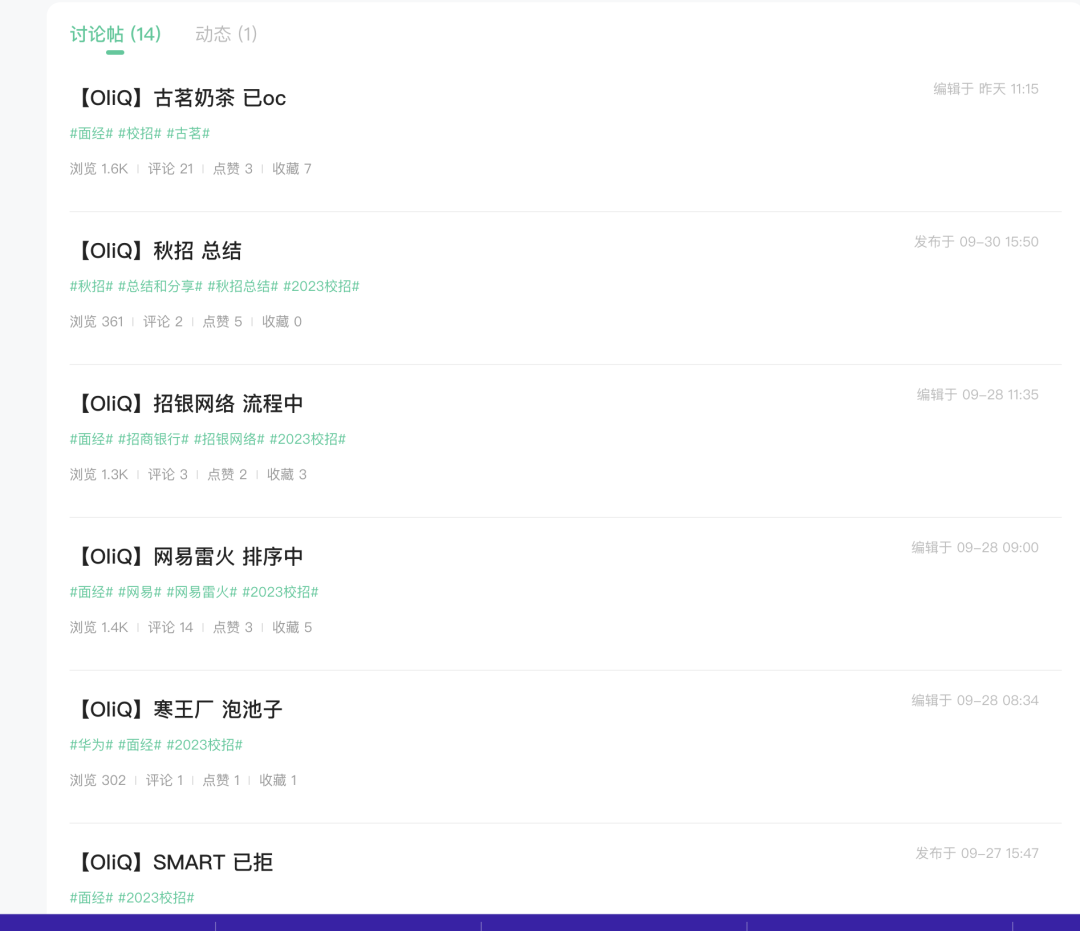 讨论帖 (14) 动态 (1)
【OliQ】古茗奶茶 已oc 编辑于 昨天 11:15
#面经# #校招# #古茗#
浏览 1.6K | 评论 21 | 点赞 3 | 收藏 7
【OliQ】秋招 总结 发布于 09-30 15:50
#秋招# #总结和分享# #秋招总结# #2023校招#
浏览 361 | 评论 2 | 点赞 5 | 收藏 0
【OliQ】招银网络 流程中 编辑于 09-28 11:35
#面经# #招商银行# #招银网络# #2023校招#
浏览 1.3K | 评论 3 | 点赞 2 | 收藏 3
【OliQ】网易雷火 排序中 编辑于 09-28 09:00
#面经# #网易# #网易雷火# #2023校招#
浏览 1.4K | 评论 14 | 点赞 3 | 收藏 5
【OliQ】寒王厂 泡池子 编辑于 09-28 08:34
#华为# #面经# #2023校招#
浏览 302 | 评论 1 | 点赞 1 | 收藏 1
【OliQ】SMART 已拒 发布于 09-27 15:47
#面经# #2023校招#